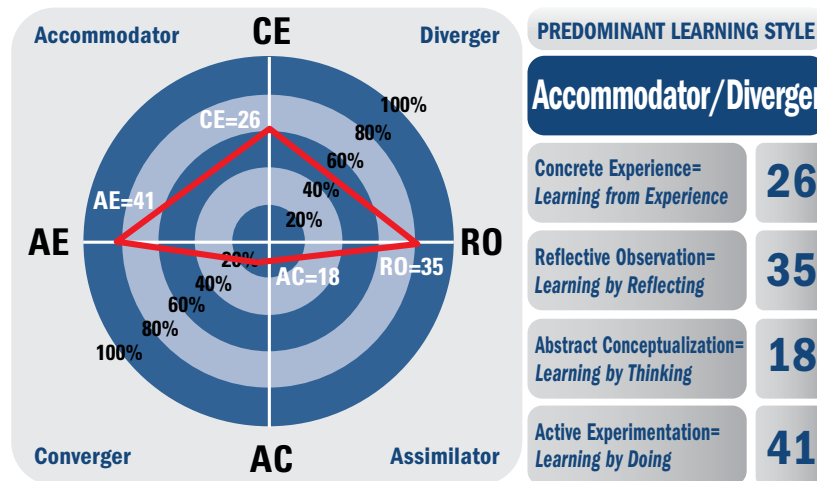 Accommodator
CE
Diverger
100%
CE=26
80%
60%
40%
AE=41
20%
AE
RO
20%
AC=18
RO=35
40%
60%
80%
100%
Converger
AC
Assimilator
PREDOMINANT LEARNING STYLE
Accommodator/Diverger
Concrete Experience=
Learning from Experience
26
Reflective Observation=
Learning by Reflecting
35
Abstract Conceptualization=
Learning by Thinking
18
Active Experimentation=
Learning by Doing
41